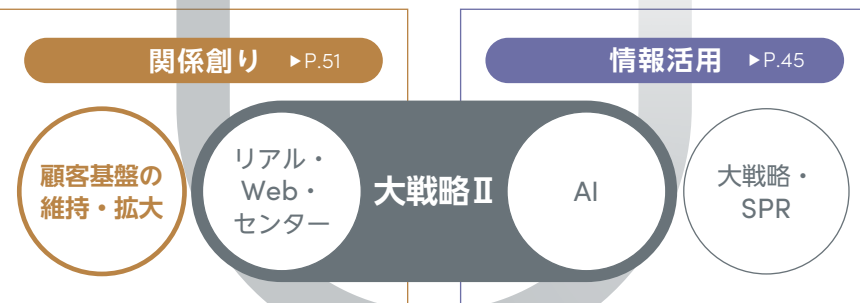 関係創り ▶P.51
情報活用 ▶P.45
顧客基盤の
維持・拡大
リアル・
Web・
センター
大戦略Ⅱ
AI
大戦略・
SPR